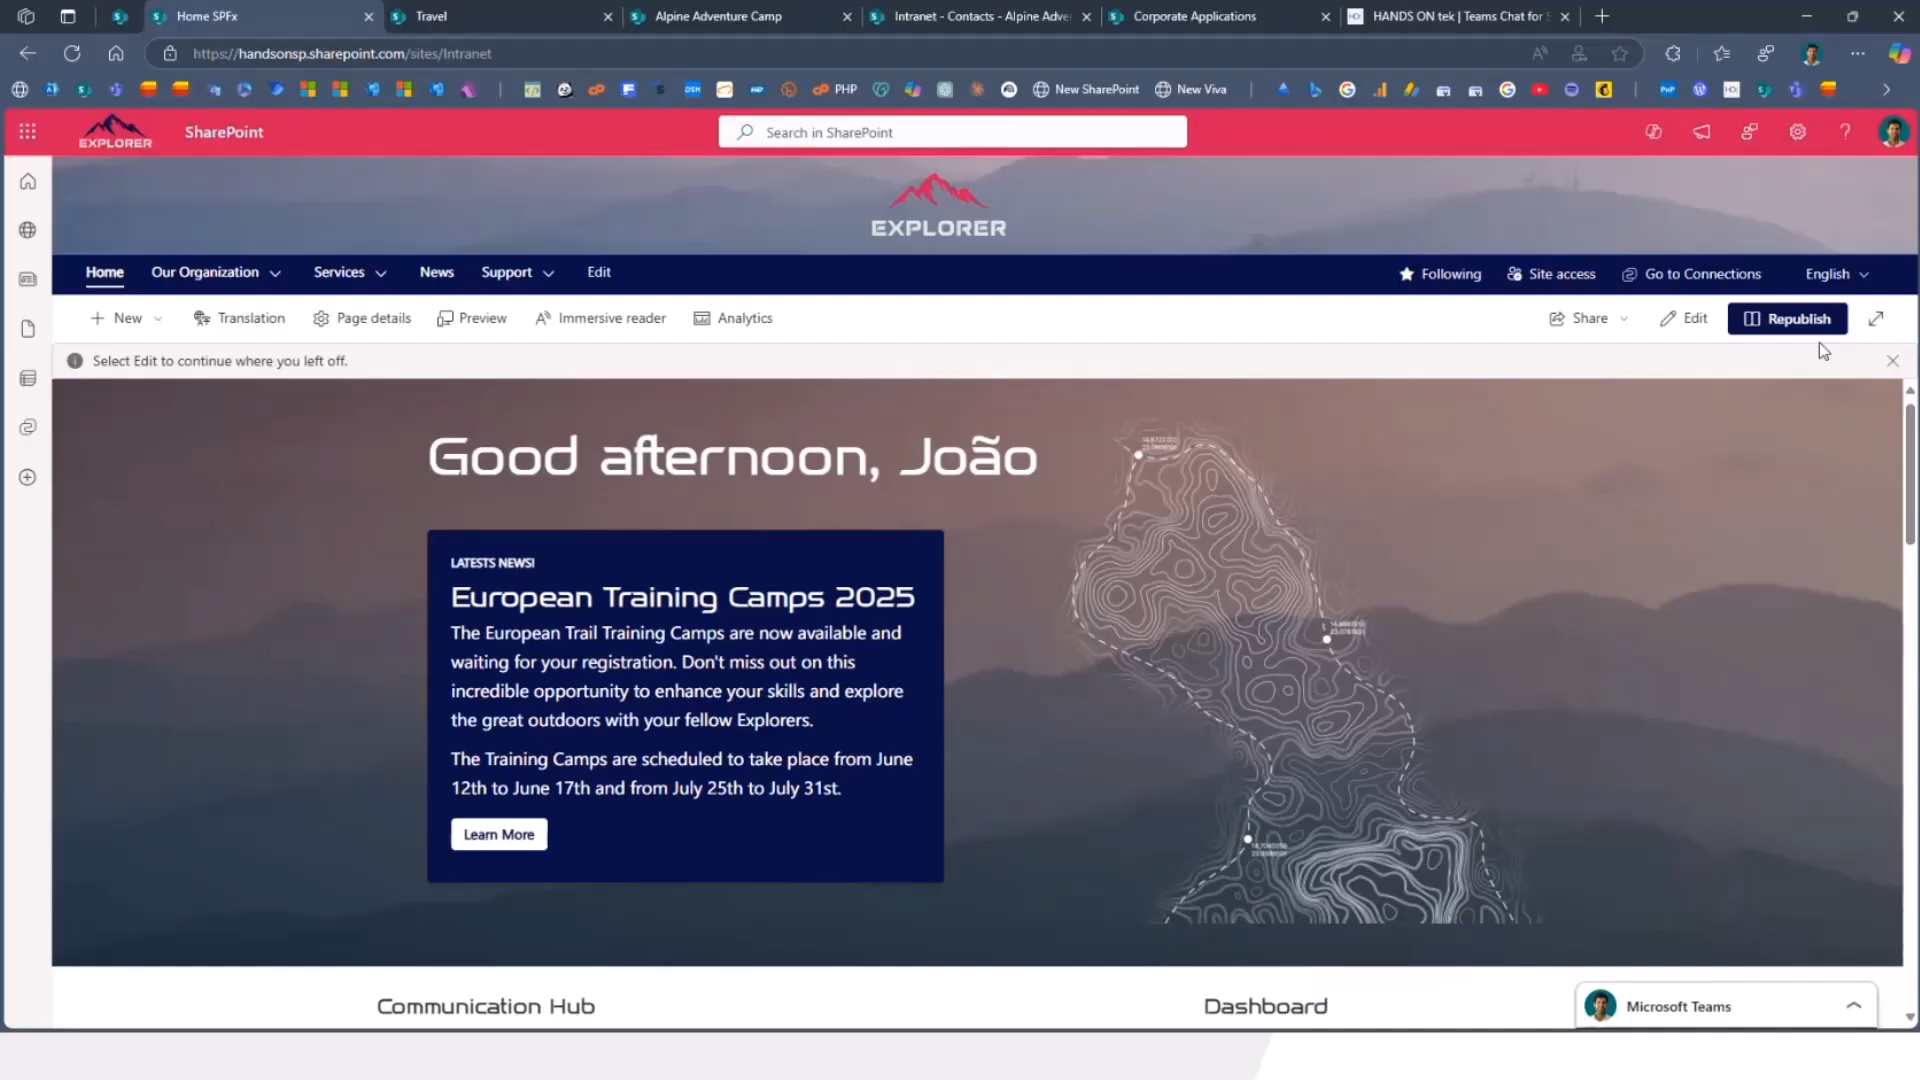 Home SPFx
Travel
Alpine Adventure Camp
Intranet - Contacts - Alpine Adve
Corporate Applications
HANDS ON tek | Teams Chat for S
https://handsonsp.sharepoint.com/sites/Intranet
PHP
New SharePoint
New Viva
EXPLORER
SharePoint
Search in SharePoint
EXPLORER
Home
Our Organization
Services
News
Support
Edit
Following
Site access
Go to Connections
English
New
Translation
Page details
Preview
Immersive reader
Analytics
Share
Edit
Republish
Select Edit to continue where you left off.
Good afternoon, João
LATESTS NEWS!
European Training Camps 2025
The European Trail Training Camps are now available and
waiting for your registration. Don't miss out on this
incredible opportunity to enhance your skills and explore
the great outdoors with your fellow Explorers.
The Training Camps are scheduled to take place from June
12th to June 17th and from July 25th to July 31st.
Learn More
Communication Hub
Dashboard
Microsoft Teams